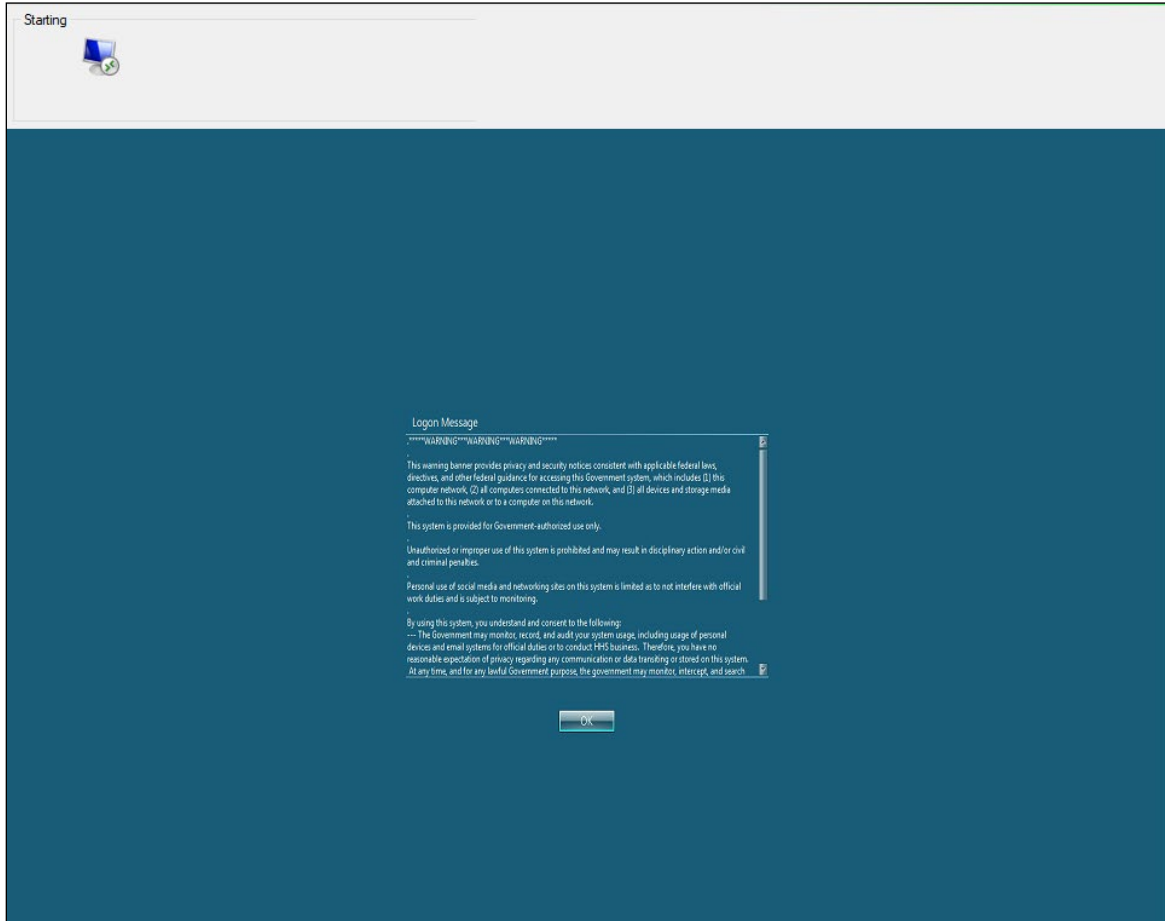 Starting
Logon Message
.*****WARNING***WARNING***WARNING*****
.
This warning banner provides privacy and security notices consistent with applicable federal laws,
directives, and other federal guidance for accessing this Government system, which includes (1) this
computer network, (2) all computers connected to this network, and (3) all devices and storage media
attached to this network or to a computer on this network.
.
This system is provided for Government-authorized use only.
.
Unauthorized or improper use of this system is prohibited and may result in disciplinary action and/or civil
and criminal penalties.
.
Personal use of social media and networking sites on this system is limited as to not interfere with official
work duties and is subject to monitoring.
.
By using this system, you understand and consent to the following:
--- The Government may monitor, record, and audit your system usage, including usage of personal
devices and email systems for official duties or to conduct HHS business. Therefore, you have no
reasonable expectation of privacy regarding any communication or data transiting or stored on this system.
At any time, and for any lawful Government purpose, the government may monitor, intercept, and search
OK